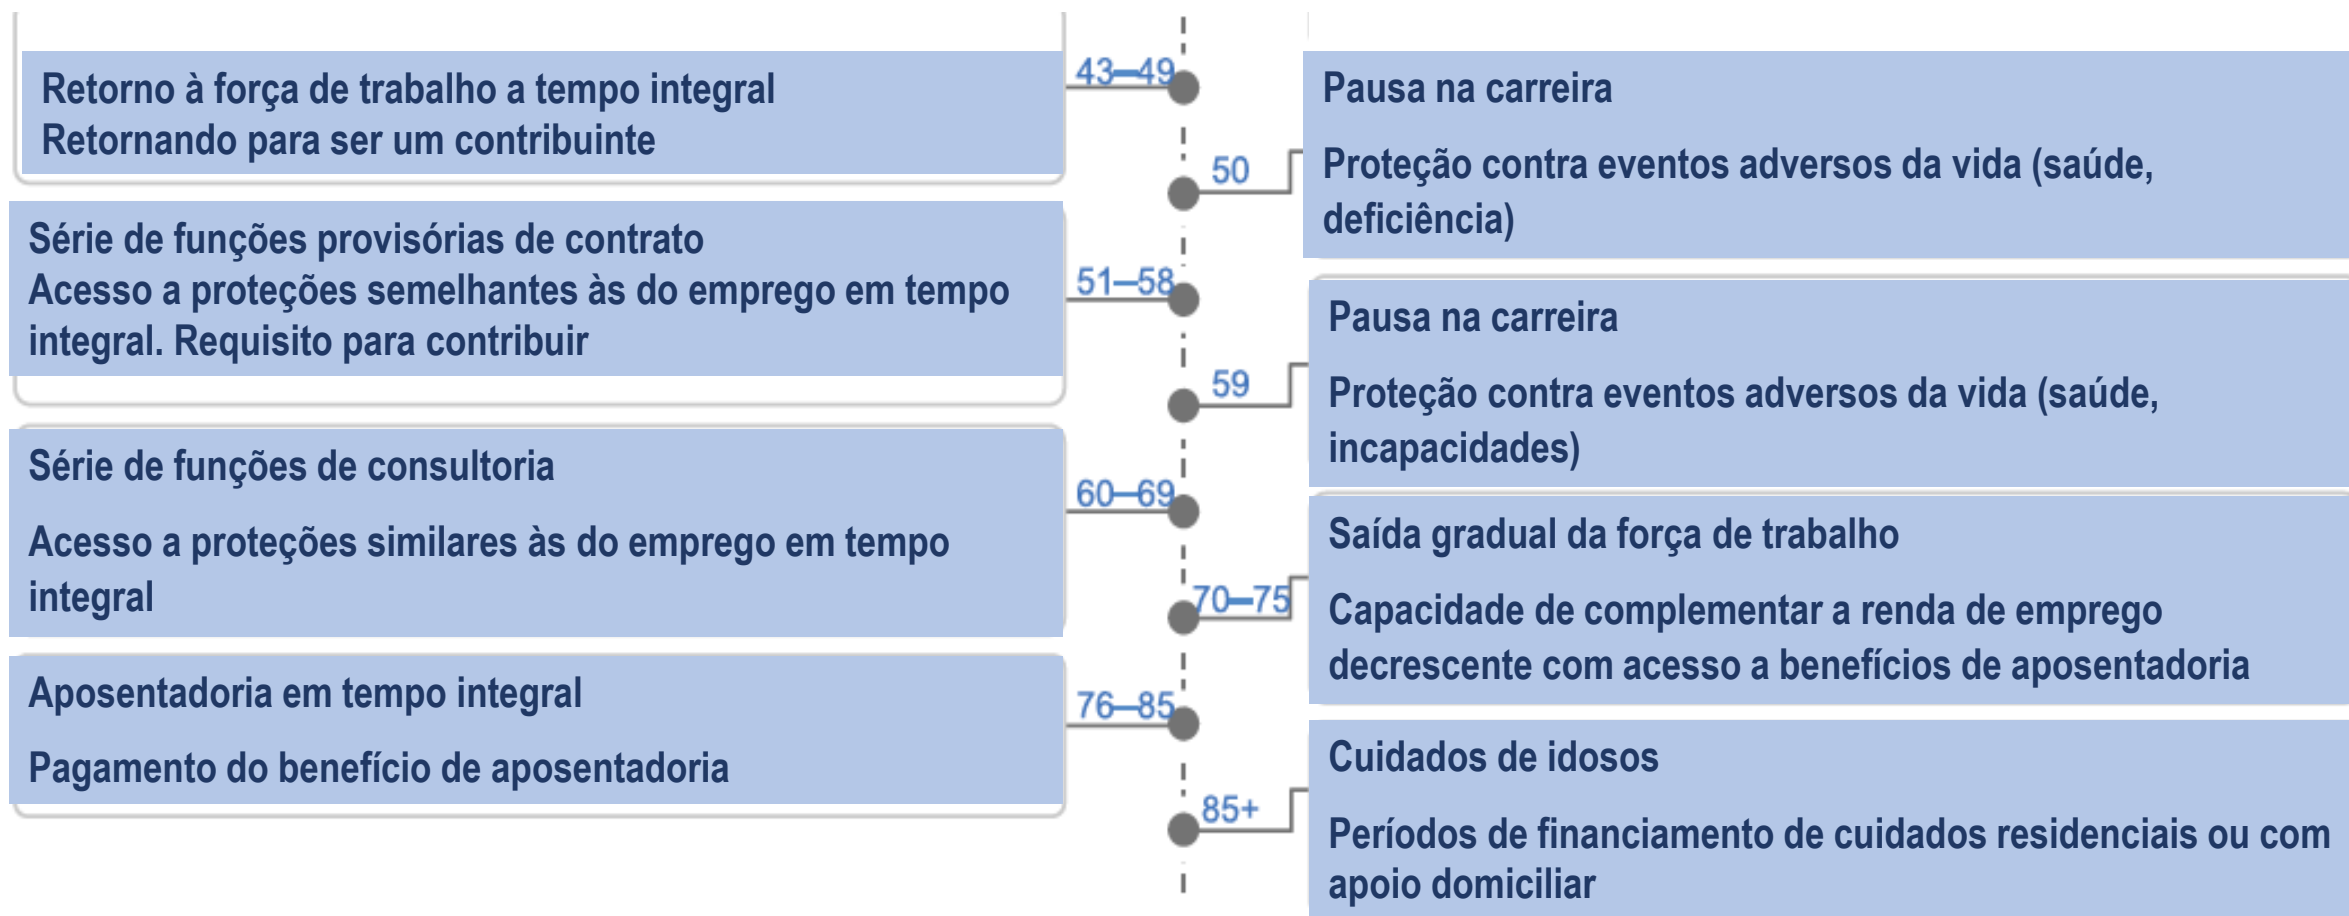 Retorno à força de trabalho a tempo integral
Retornando para ser um contribuinte
43–49
Pausa na carreira
Proteção contra eventos adversos da vida (saúde,
deficiência)
50
Série de funções provisórias de contrato
Acesso a proteções semelhantes às do emprego em tempo
integral. Requisito para contribuir
51–58
Pausa na carreira
Proteção contra eventos adversos da vida (saúde,
incapacidades)
59
Série de funções de consultoria
Acesso a proteções similares às do emprego em tempo
integral
60–69
Saída gradual da força de trabalho
Capacidade de complementar a renda de emprego
decrescente com acesso a benefícios de aposentadoria
70–75
Aposentadoria em tempo integral
Pagamento do benefício de aposentadoria
76–85
Cuidados de idosos
Períodos de financiamento de cuidados residenciais ou com
apoio domiciliar
85+